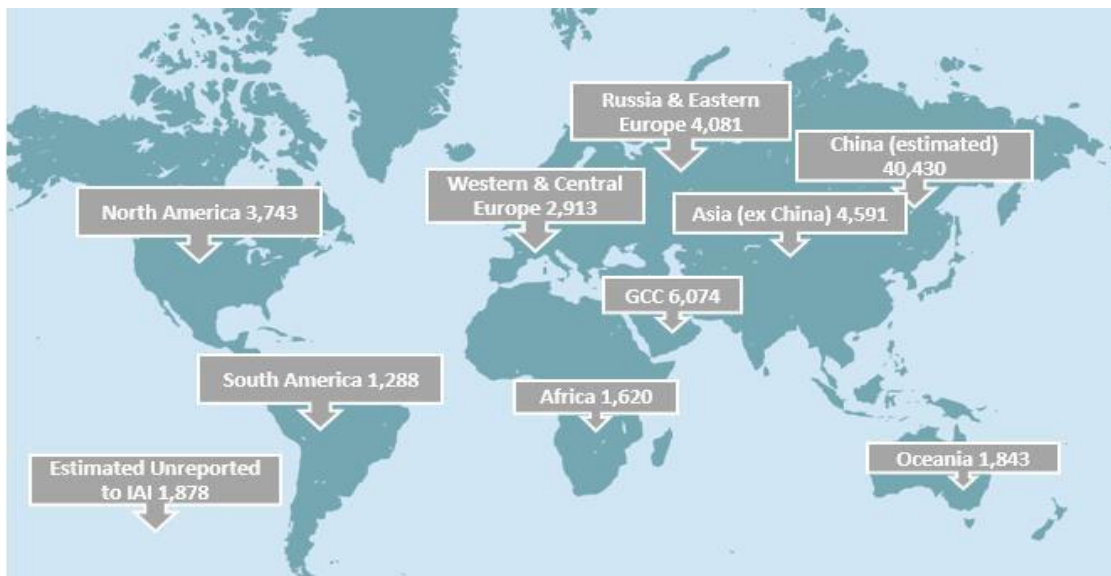 Russia & Eastern
Europe 4,081
China (estimated)
40,430
Western & Central
Europe 2,913
North America 3,743
Asia (ex China) 4,591
GCC 6,074
South America 1,288
Africa 1,620
Estimated Unreported
to IAI 1,878
Oceania 1,843